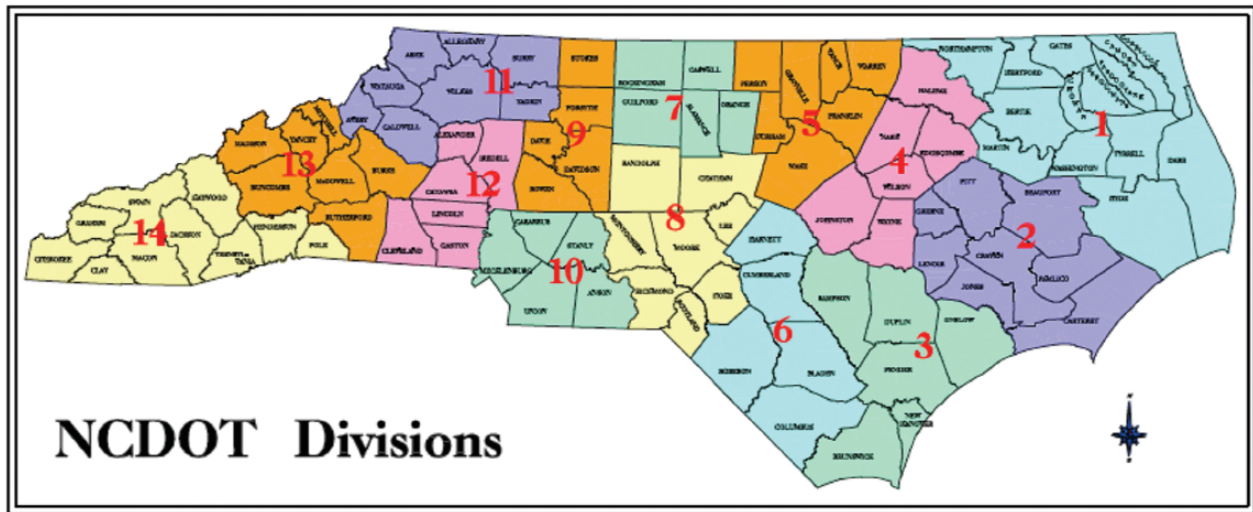 ASHE
ALLEGHANY
SURRY
STOKES
ROCKINGHAM
CASWELL
PERSON
GRANVILLE
VANCE
WARREN
NORTHAMPTON
GATES
HERTFORD
HALIFAX
WATAUGA
WILKES
11
YADKIN
FORSYTH
GUILFORD
7
ALAMANCE
ORANGE
DURHAM
FRANKLIN
5
BERTIE
1
AVERY
CALDWELL
ALEXANDER
IREDELL
DAVIE
9
DAVIDSON
NASH
EDGECOMBE
4
MARTIN
WASHINGTON
TYRRELL
DARE
MADISON
YANCEY
MITCHELL
13
McDOWELL
BURKE
BUNCOMBE
CATAWBA
12
ROWAN
RANDOLPH
CHATHAM
WAKE
WILSON
PITT
BEAUFORT
HYDE
SWAIN
HAYWOOD
GRAHAM
14
JACKSON
HENDERSON
RUTHERFORD
POLK
CLEVELAND
LINCOLN
GASTON
CABARRUS
STANLY
MONTGOMERY
8
MOORE
LEE
HARNETT
JOHNSTON
WAYNE
GREENE
2
LENOIR
CRAVEN
PAMLICO
JONES
CARTERET
CHEROKEE
CLAY
MACON
TRANSYLVANIA
MECKLENBURG
10
UNION
ANSON
RICHMOND
SCOTLAND
HOKE
CUMBERLAND
SAMPSON
DUPLIN
ONSLOW
6
3
ROBESON
BLADEN
PENDER
NEW HANOVER
COLUMBUS
BRUNSWICK
NCDOT Divisions